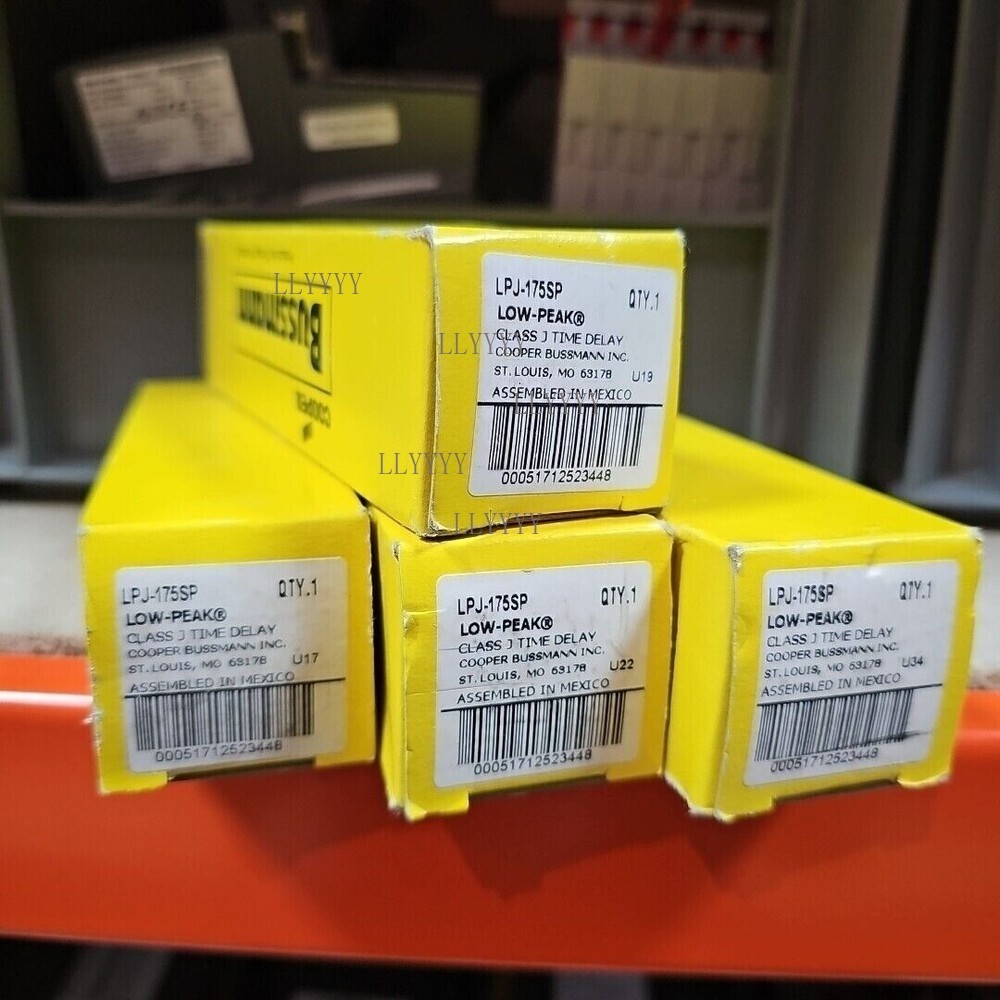 LLYYYY
Bussmann
COOPER
LPJ-175SP QTY.1
LOW-PEAK®
CLASS J TIME DELAY
LLYYYY
COOPER BUSSMANN INC.
ST. LOUIS, MO 63178 U19
ASSEMBLED IN MEXICO
LLYYYY
00051712523448
LLYYYY
LLYYYY
LPJ-175SP QTY.1
LOW-PEAK®
CLASS J TIME DELAY
COOPER BUSSMANN INC.
ST. LOUIS, MO 63178 U17
ASSEMBLED IN MEXICO
00051712523448
LPJ-175SP QTY.1
LOW-PEAK®
CLASS J TIME DELAY
COOPER BUSSMANN INC.
ST. LOUIS, MO 63178 U22
ASSEMBLED IN MEXICO
00051712523448
LPJ-175SP QTY.1
LOW-PEAK®
CLASS J TIME DELAY
COOPER BUSSMANN INC.
ST. LOUIS, MO 63178 U34
ASSEMBLED IN MEXICO
00051712523448